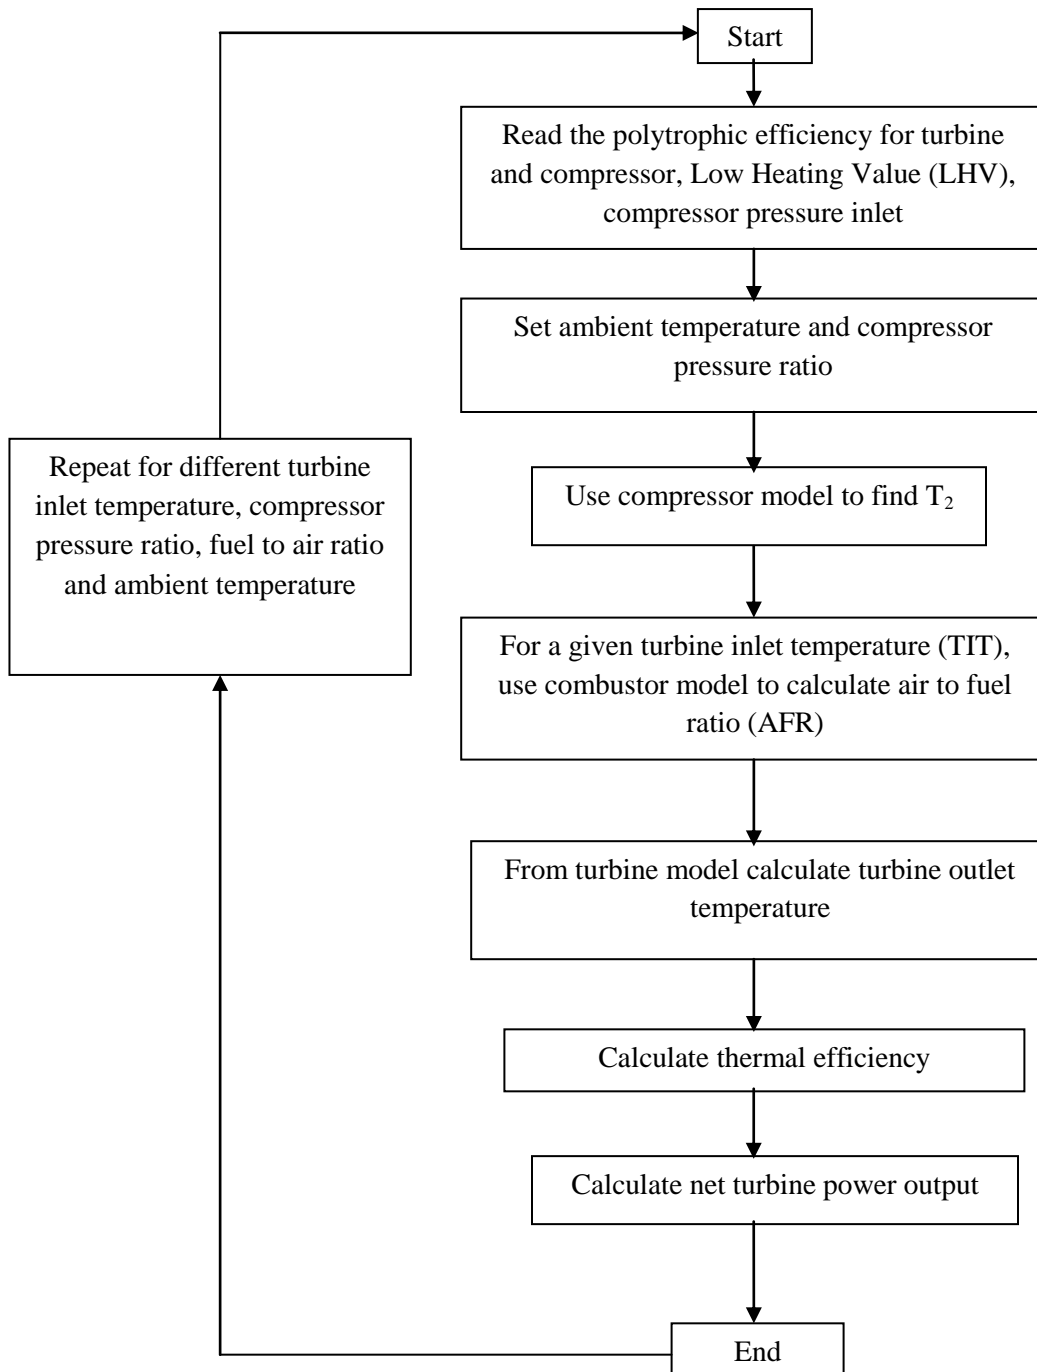 Start
Read the polytrophic efficiency for turbine
and compressor, Low Heating Value (LHV),
compressor pressure inlet
Set ambient temperature and compressor
pressure ratio
Use compressor model to find T₂
For a given turbine inlet temperature (TIT),
use combustor model to calculate air to fuel
ratio (AFR)
From turbine model calculate turbine outlet
temperature
Calculate thermal efficiency
Calculate net turbine power output
End
Repeat for different turbine
inlet temperature, compressor
pressure ratio, fuel to air ratio
and ambient temperature